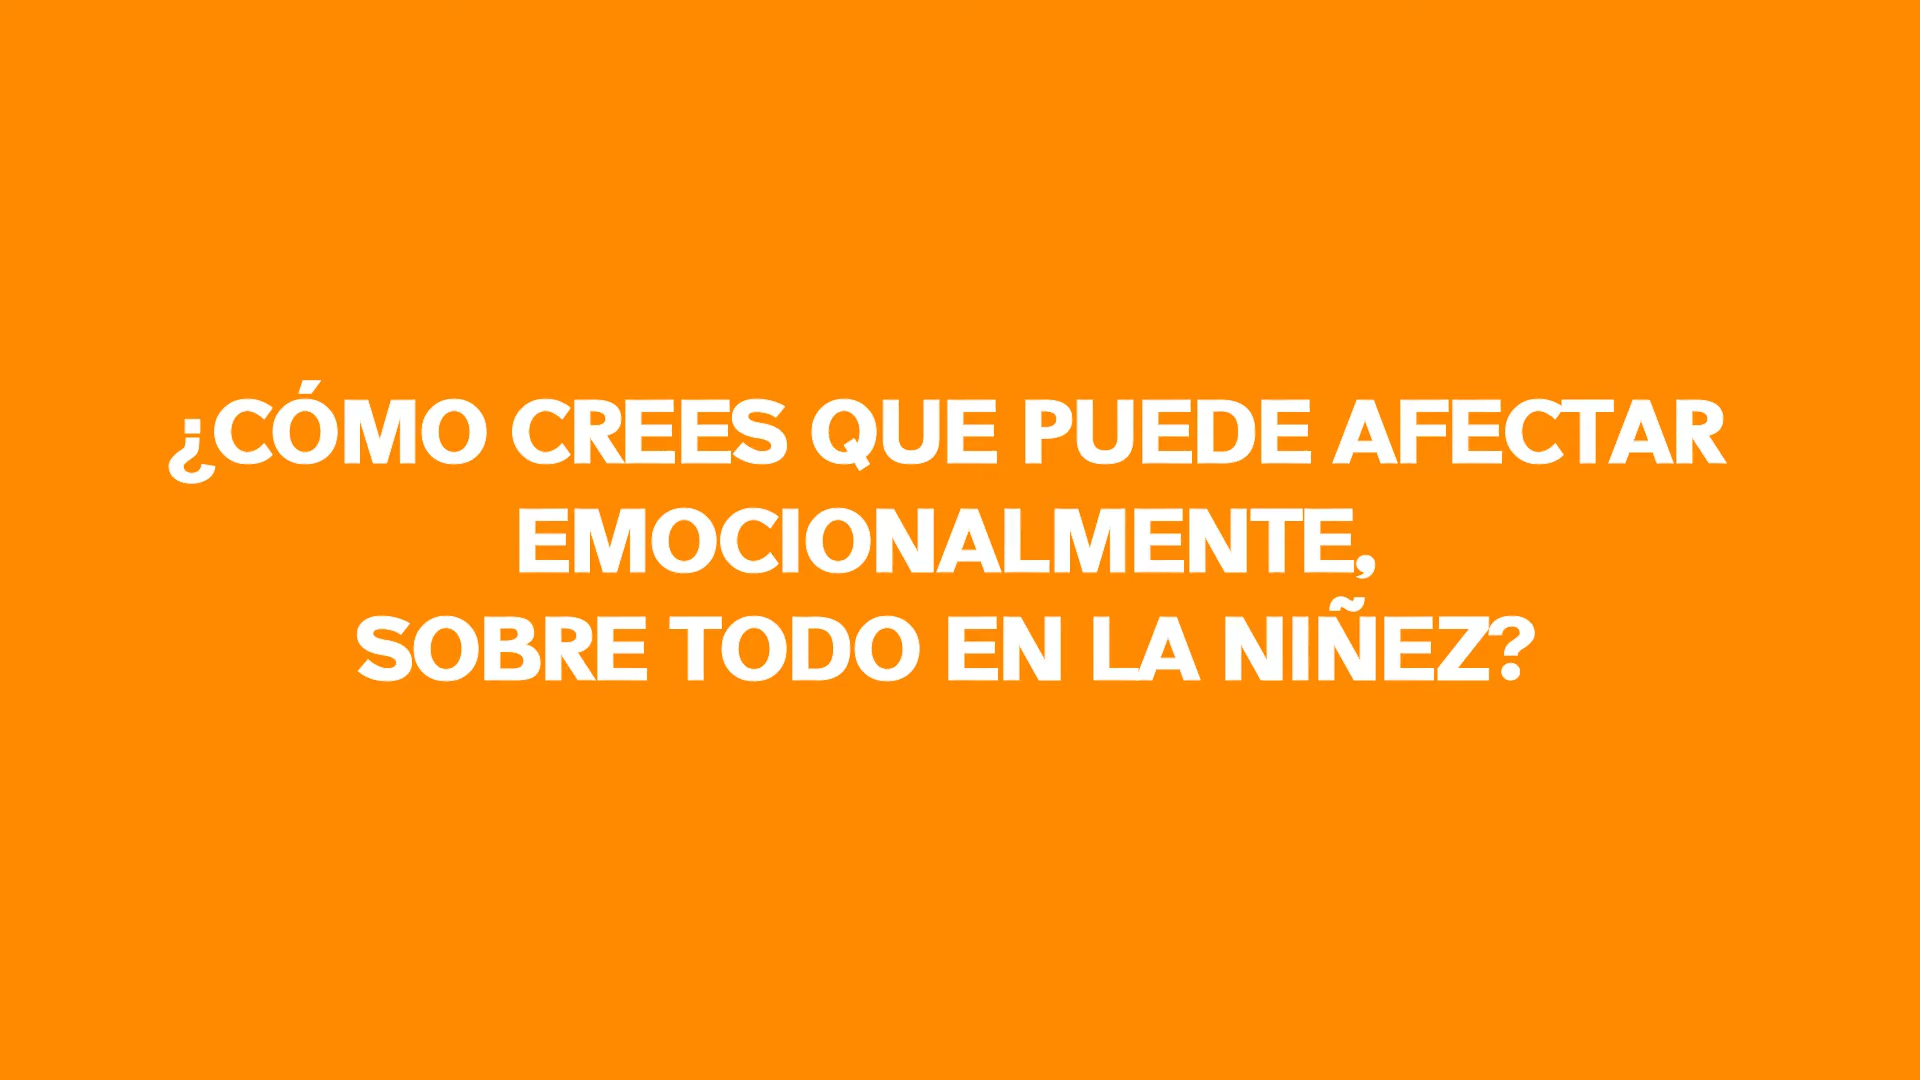 ¿CÓMO CREES QUE PUEDE AFECTAR
EMOCIONALMENTE,
SOBRE TODO EN LA NIÑEZ?